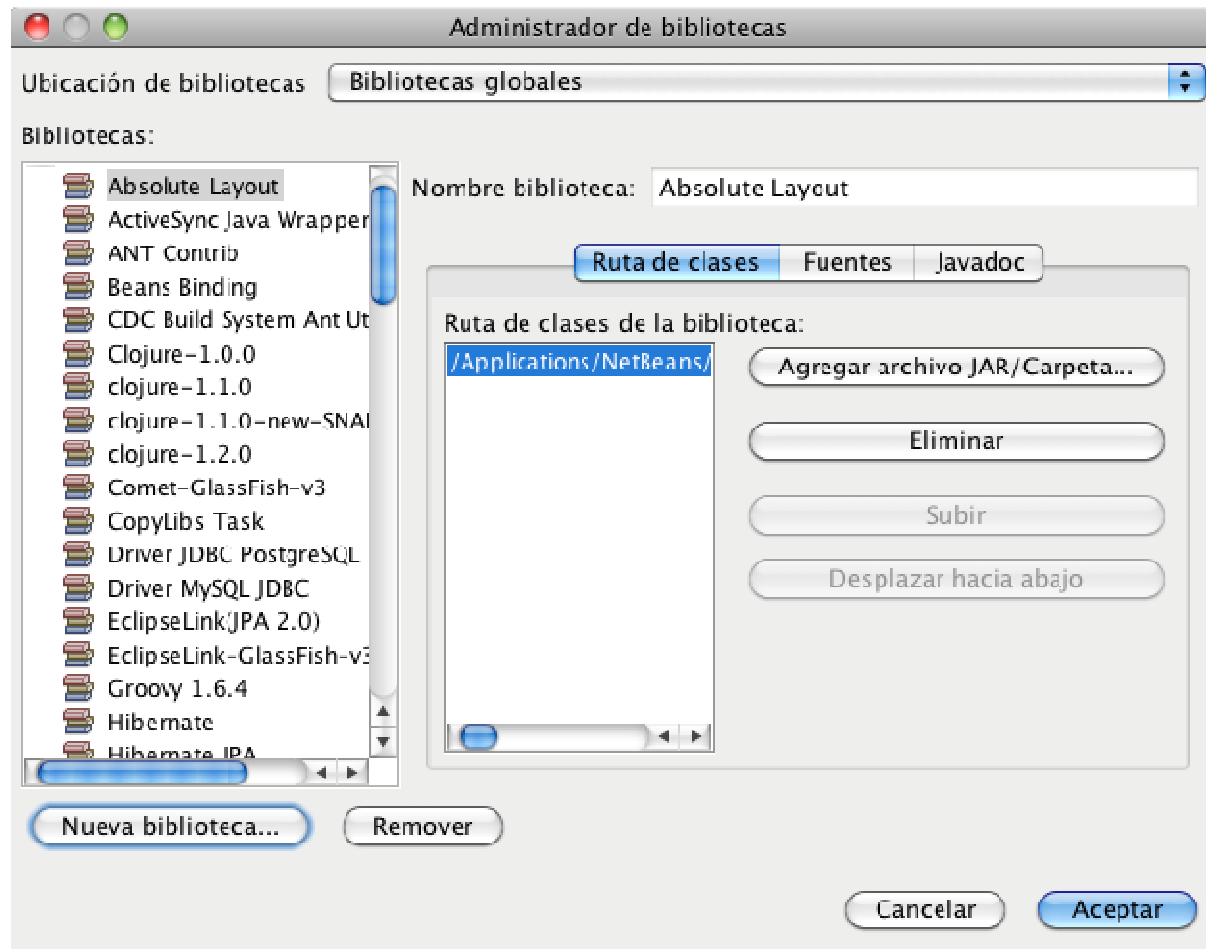 Administrador de bibliotecas
Ubicación de bibliotecas
Bibliotecas globales
Bibliotecas:
Absolute Layout
ActiveSync Java Wrapper
ANT Contrib
Beans Binding
CDC Build System Ant Ut
Clojure-1.0.0
clojure-1.1.0
clojure-1.1.0-new-SNA
clojure-1.2.0
Comet-GlassFish-v3
CopyLibs Task
Driver JDBC PostgreSQL
Driver MySQL JDBC
EclipseLink(JPA 2.0)
EclipseLink-GlassFish-v3
Groovy 1.6.4
Hibernate
Hibernate JPA
Nueva biblioteca...
Remover
Nombre biblioteca:
Absolute Layout
Ruta de clases
Fuentes
Javadoc
Ruta de clases de la biblioteca:
/Applications/NetBeans/
Agregar archivo JAR/Carpeta...
Eliminar
Subir
Desplazar hacia abajo
Cancelar
Aceptar